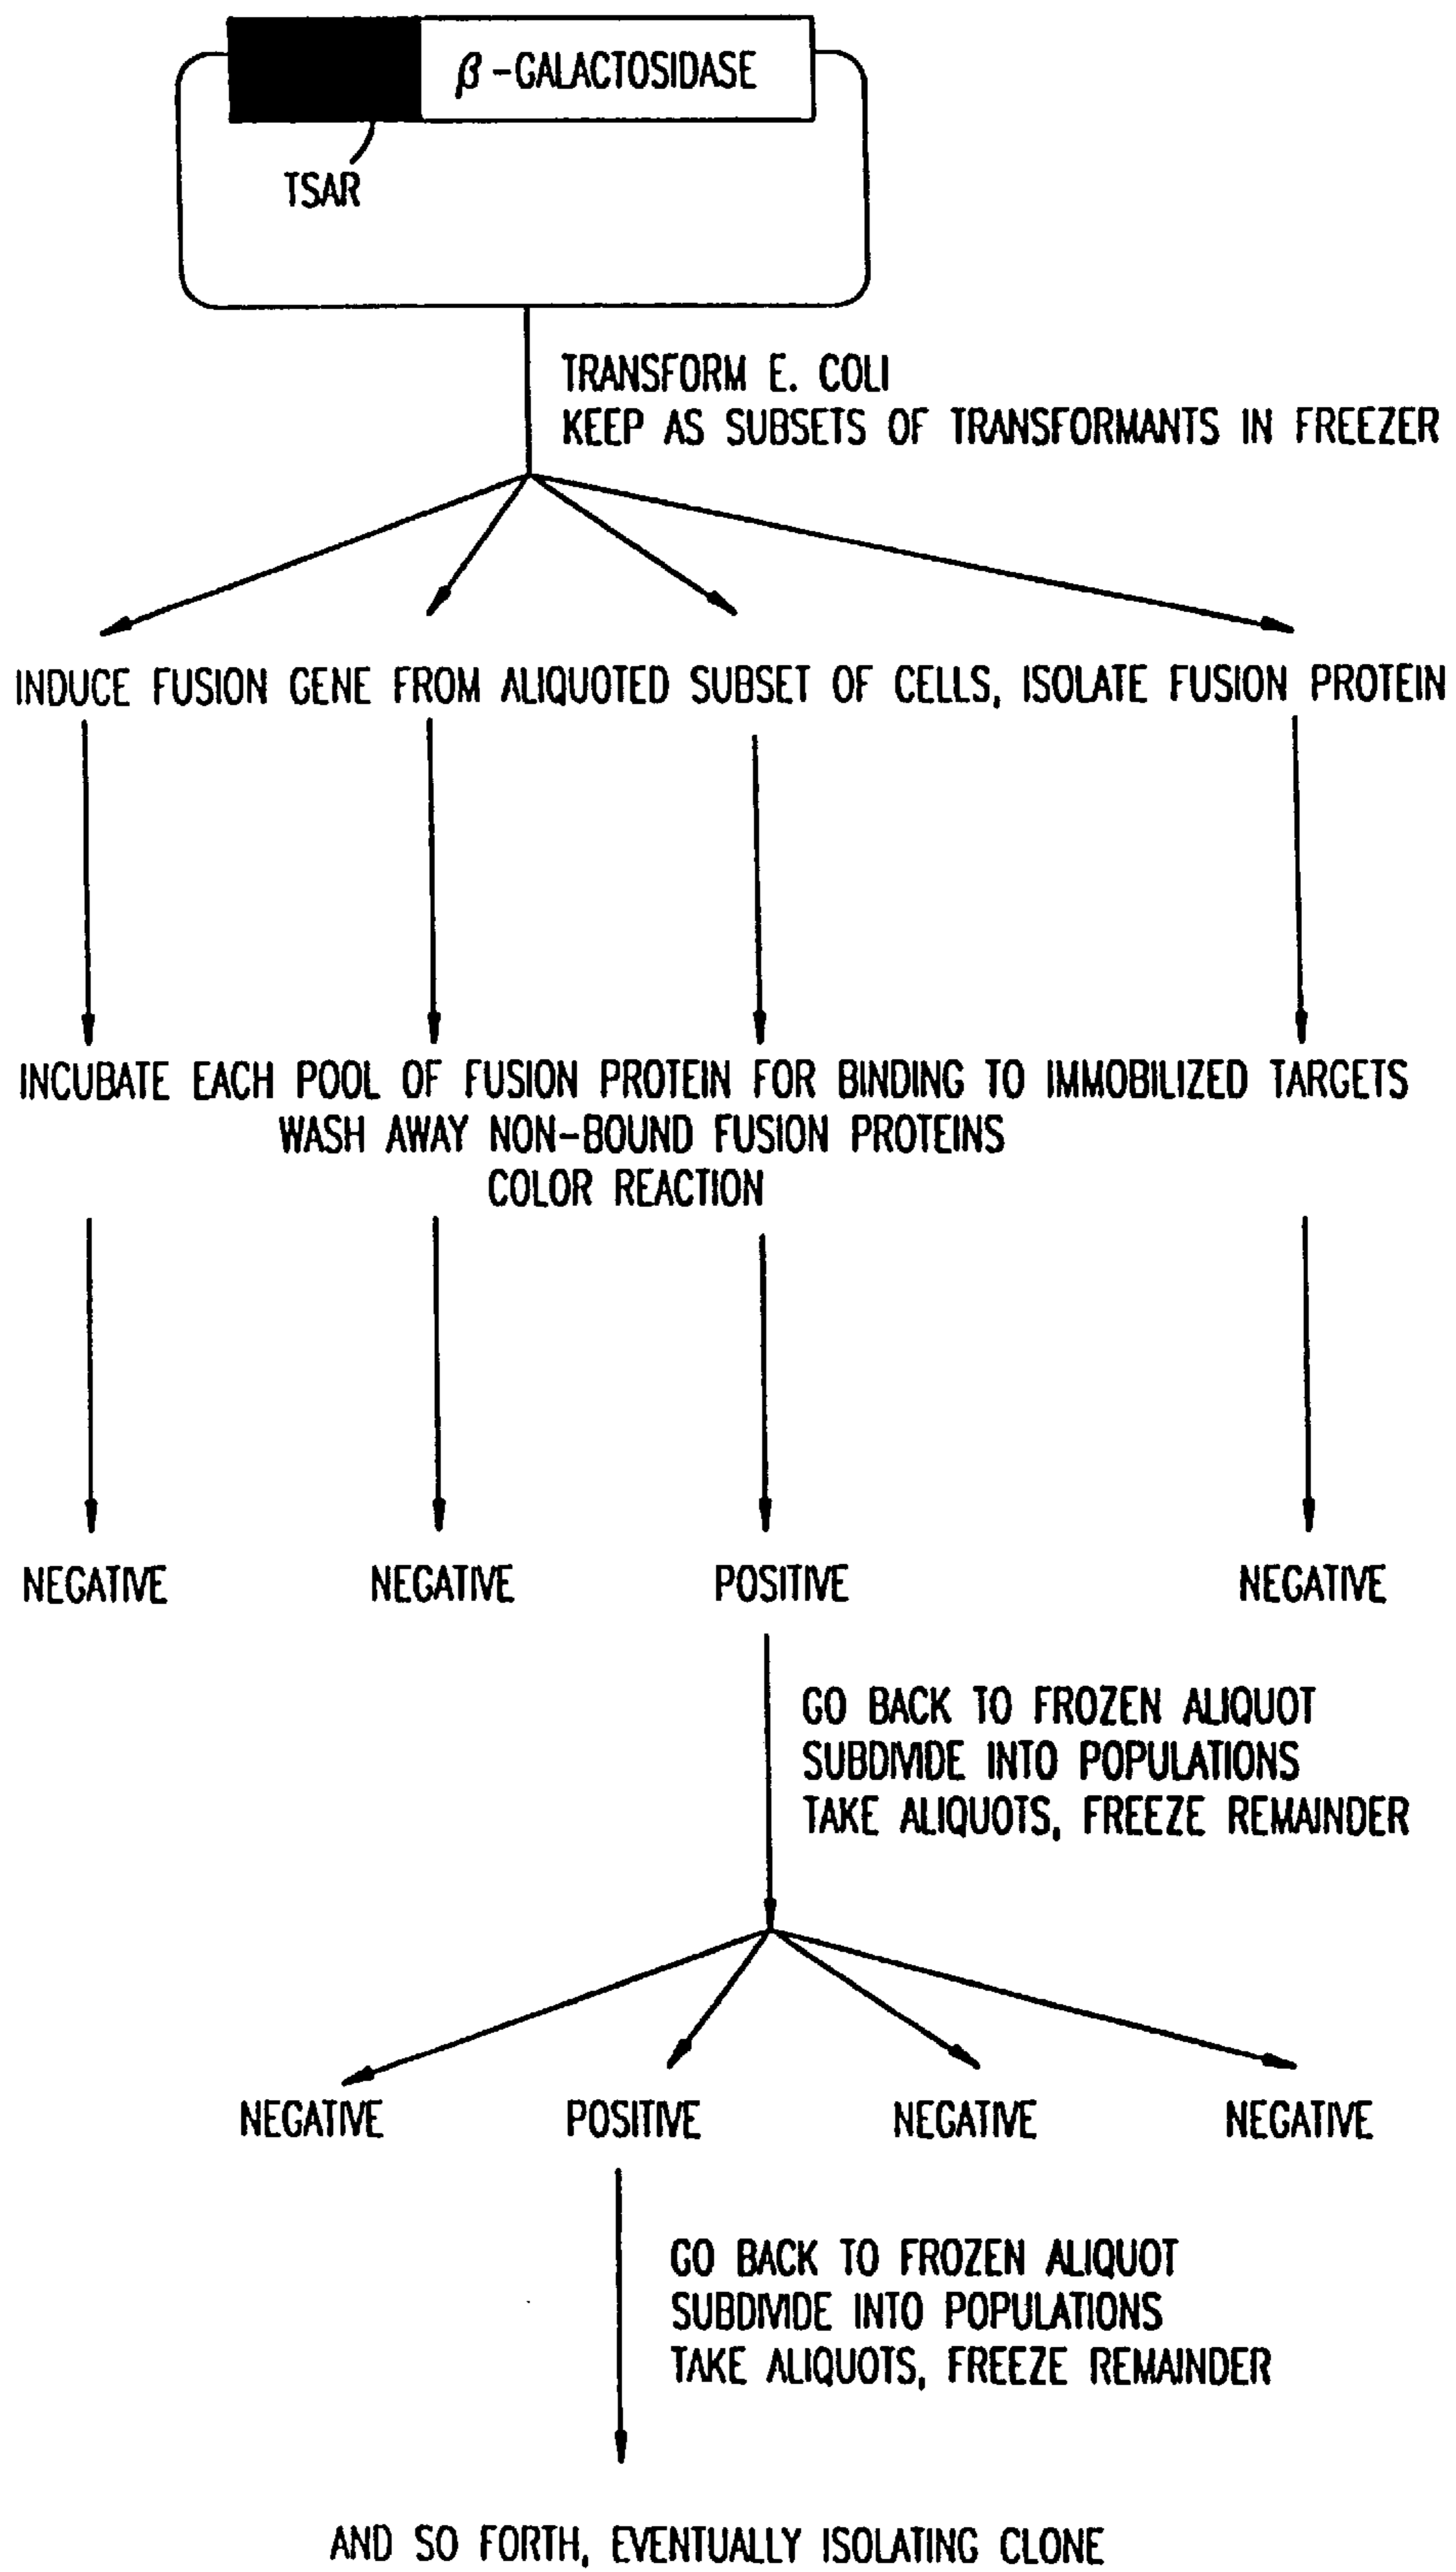 β-GALACTOSIDASE
TSAR
TRANSFORM E. COLI
KEEP AS SUBSETS OF TRANSFORMANTS IN FREEZER
INDUCE FUSION GENE FROM ALIQUOTED SUBSET OF CELLS, ISOLATE FUSION PROTEIN
INCUBATE EACH POOL OF FUSION PROTEIN FOR BINDING TO IMMOBILIZED TARGETS
WASH AWAY NON-BOUND FUSION PROTEINS
COLOR REACTION
NEGATIVE NEGATIVE POSITIVE NEGATIVE
GO BACK TO FROZEN ALIQUOT
SUBDIVIDE INTO POPULATIONS
TAKE ALIQUOTS, FREEZE REMAINDER
NEGATIVE POSITIVE NEGATIVE NEGATIVE
GO BACK TO FROZEN ALIQUOT
SUBDIVIDE INTO POPULATIONS
TAKE ALIQUOTS, FREEZE REMAINDER
AND SO FORTH, EVENTUALLY ISOLATING CLONE